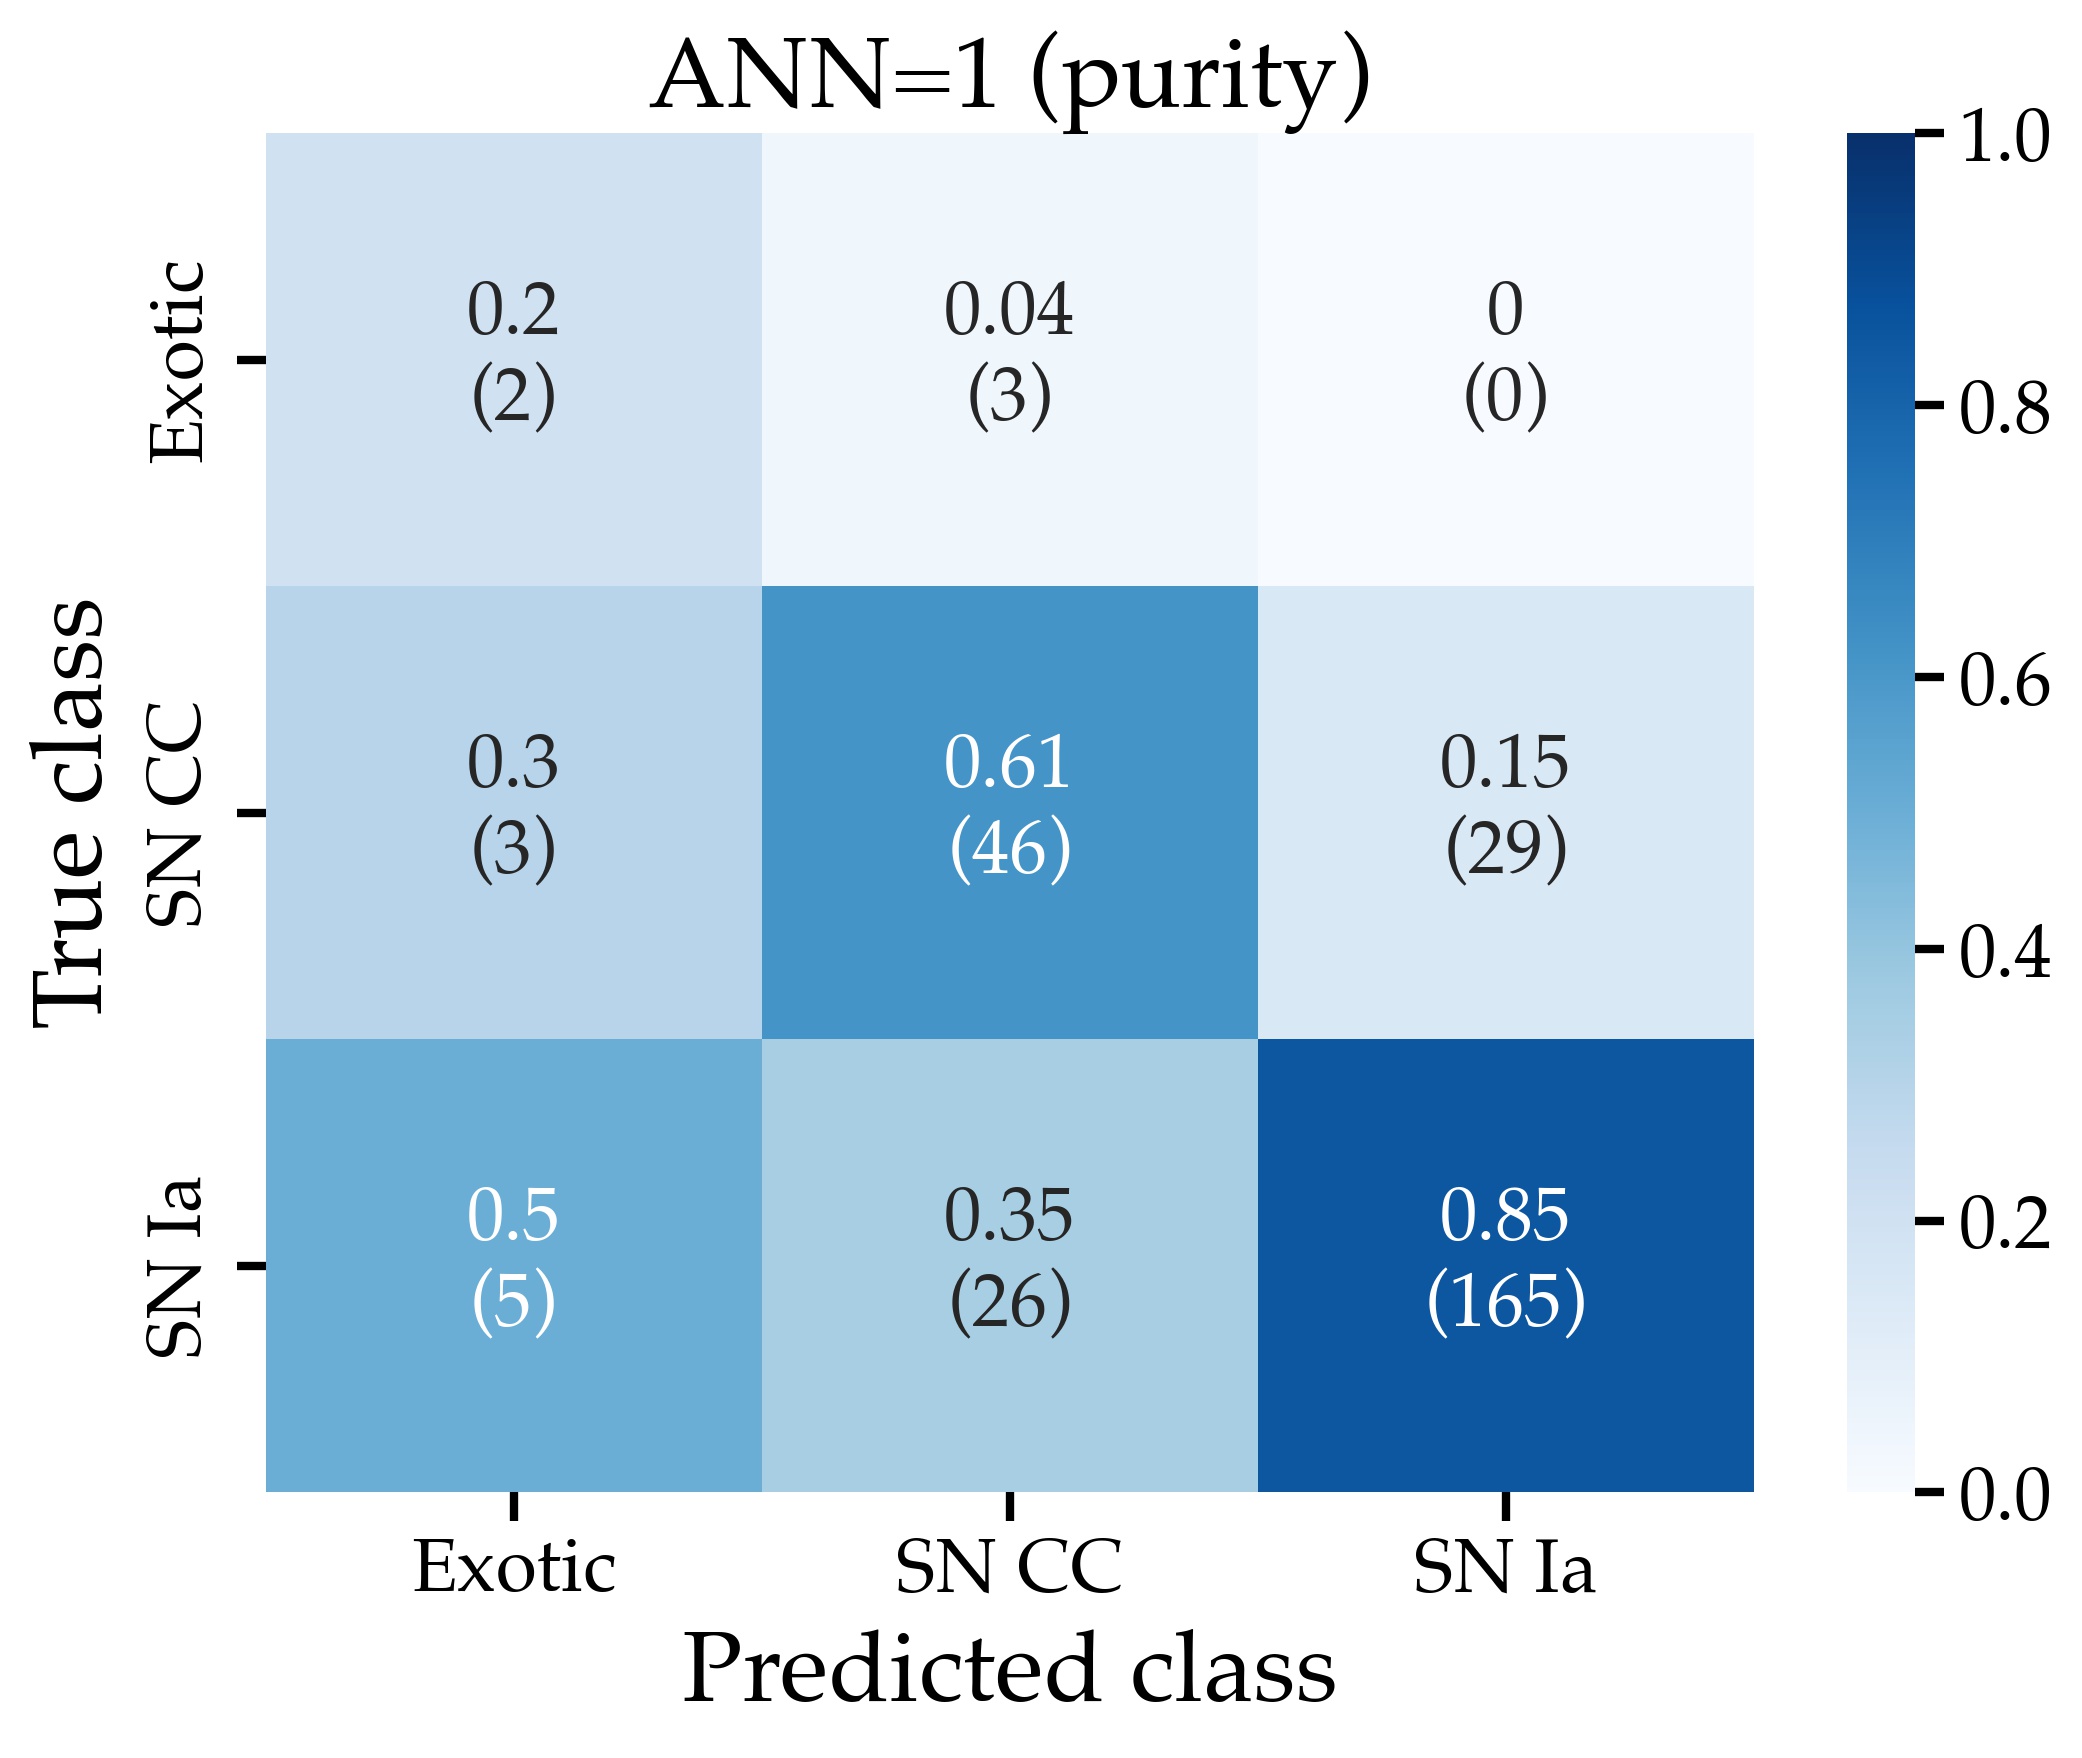 ANN=1 (purity)
True class
Exotic
0.2
(2)
0.04
(3)
0
(0)
SN CC
0.3
(3)
0.61
(46)
0.15
(29)
SN Ia
0.5
(5)
0.35
(26)
0.85
(165)
Exotic
SN CC
SN Ia
Predicted class
1.0
0.8
0.6
0.4
0.2
0.0